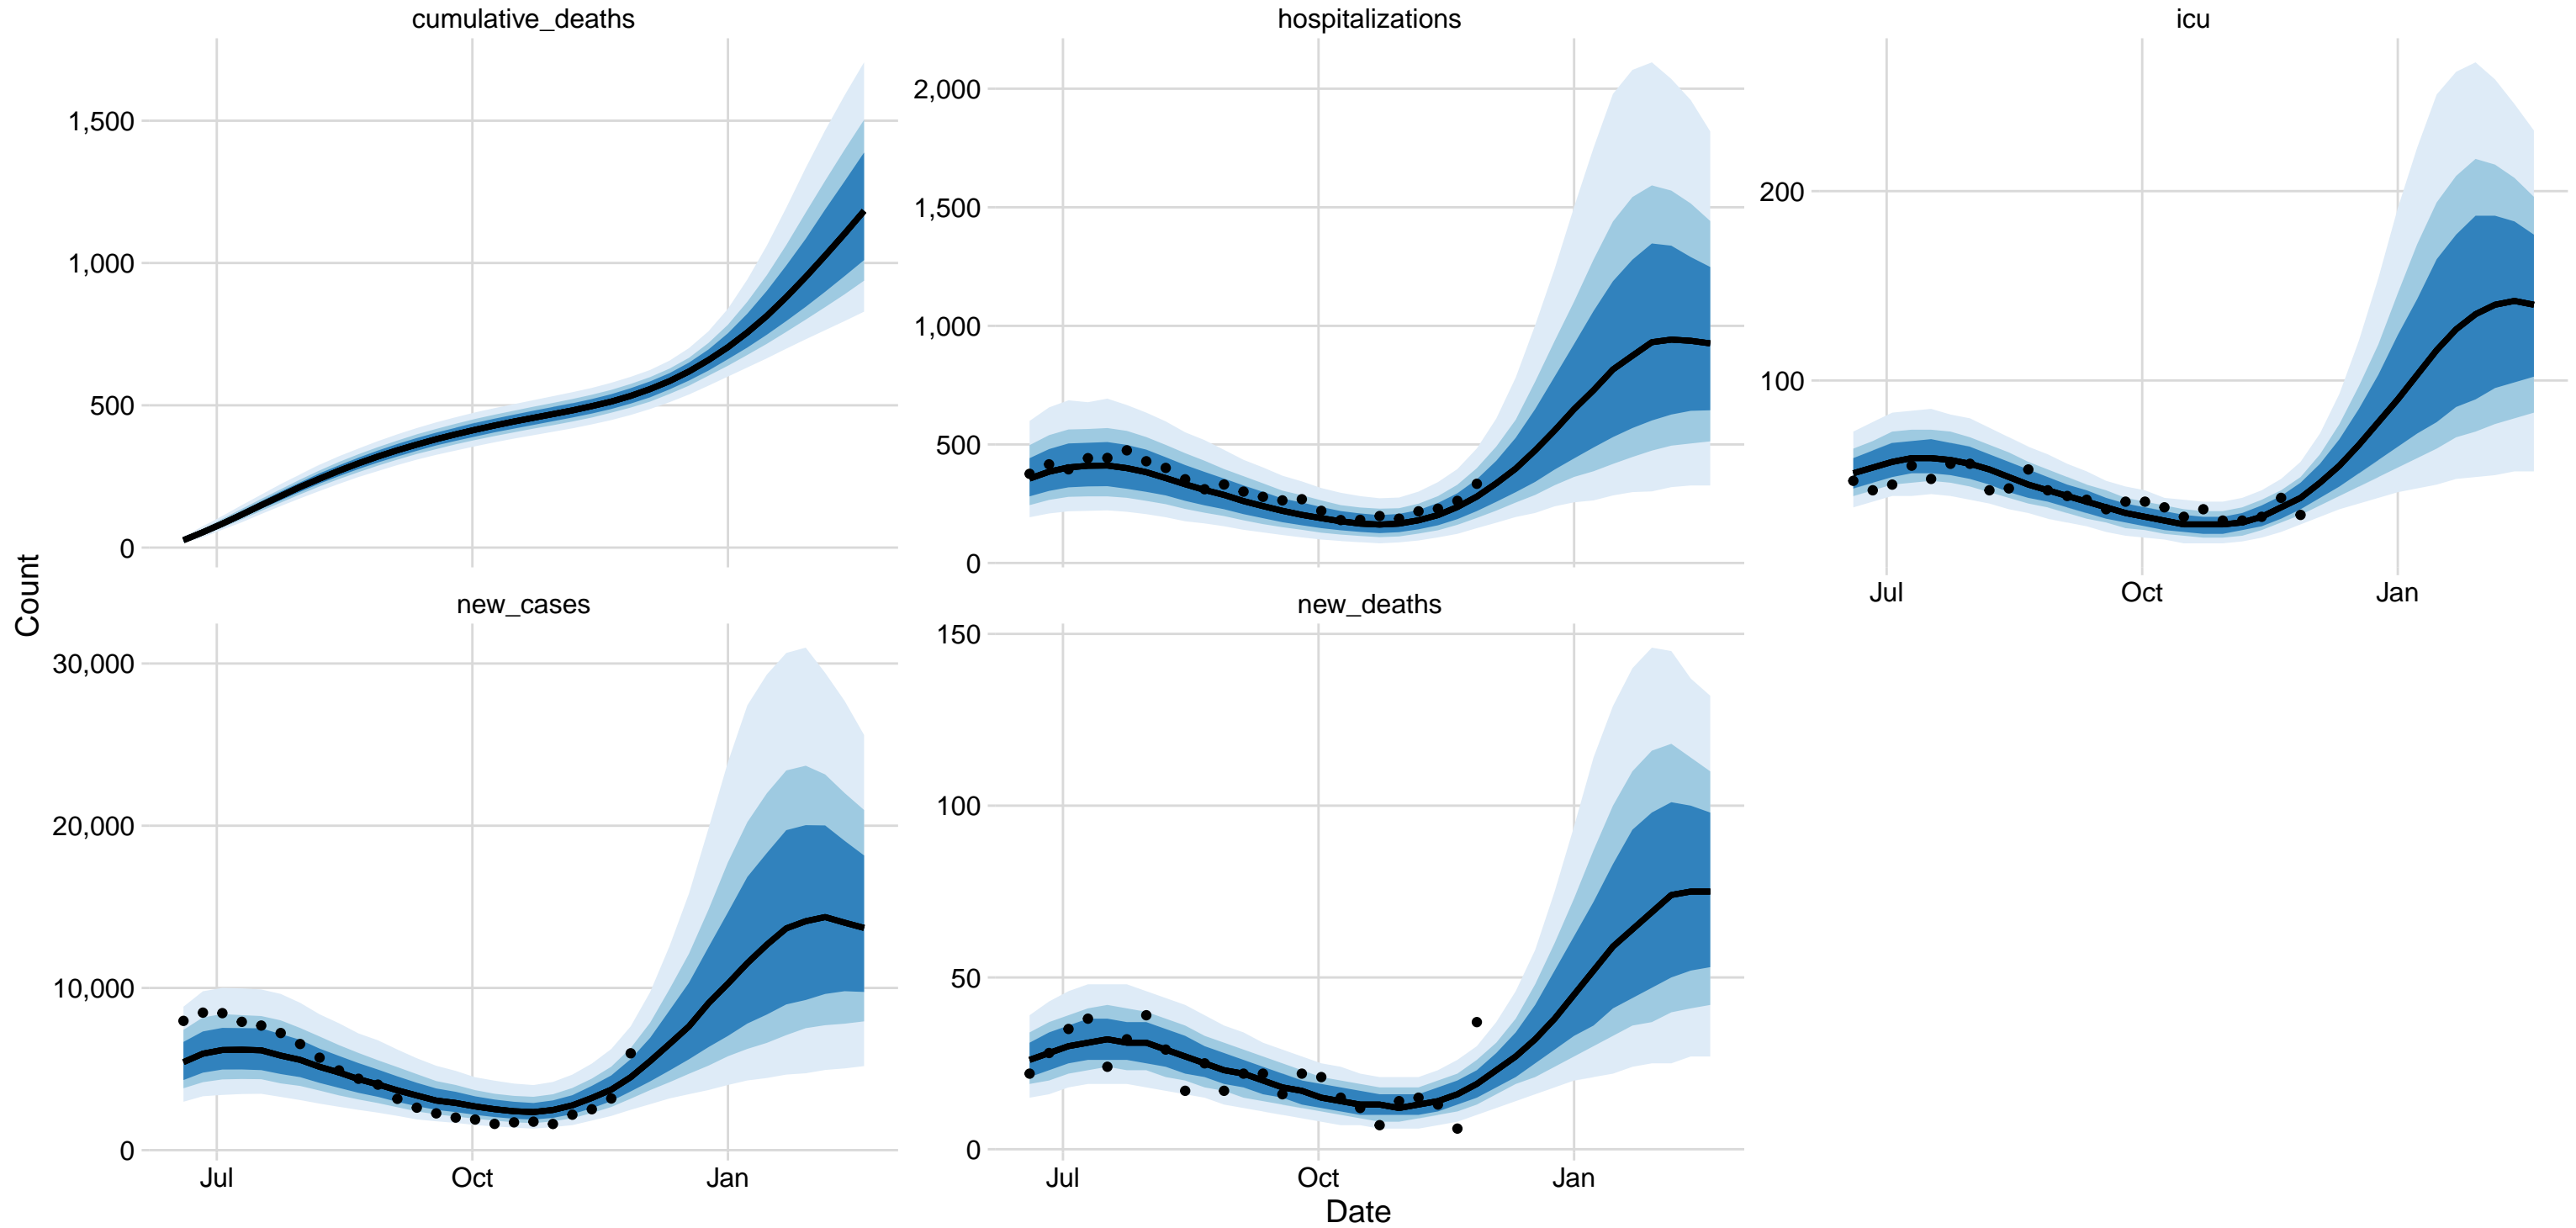 cumulative_deaths
1,500
1,000
500
0
hospitalizations
2,000
1,500
1,000
500
0
icu
200
100
Jul Oct Jan
Count
new_cases
30,000
20,000
10,000
0
Jul Oct Jan
new_deaths
150
100
50
0
Jul Oct Jan
Date